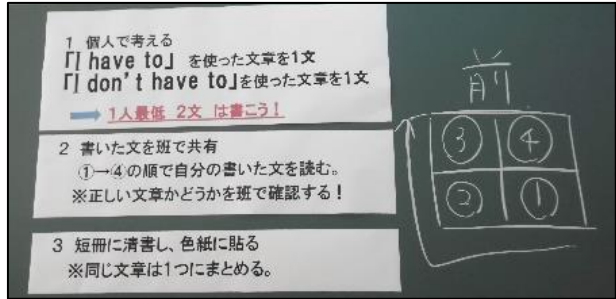 1 個人で考える
「I have to」 を使った文章を1文
「I don't have to」を使った文章を1文
➡ 1人最低 2文 は書こう!
2 書いた文を班で共有
①→④の順で自分の書いた文を読む。
※正しい文章かどうかを班で確認する!
3 短冊に清書し、色紙に貼る
※同じ文章は1つにまとめる。
前
③ ④
② ①